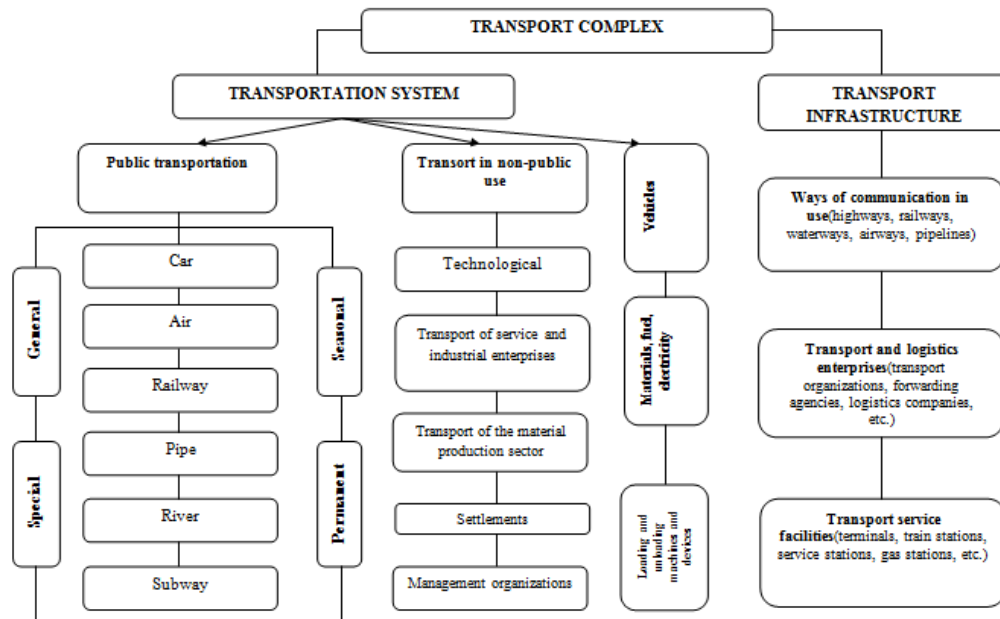 TRANSPORT COMPLEX
TRANSPORTATION SYSTEM
TRANSPORT
INFRASTRUCTURE
Public transportation
Transort in non-public
use
Vehicles
Ways of communication in
use(highways, railways,
waterways, airways, pipelines)
General
Car
Air
Railway
Seasonal
Technological
Transport of service and
industrial enterprises
Materials, fuel,
electricity
Transport and logistics
enterprises(transport
organizations, forwarding
agencies, logistics companies,
etc.)
Special
Pipe
River
Subway
Permanent
Transport of the material
production sector
Settlements
Management organizations
Loading and
unloading
machines and
devices
Transport service
facilities(terminals, train stations,
service stations, gas stations, etc.)